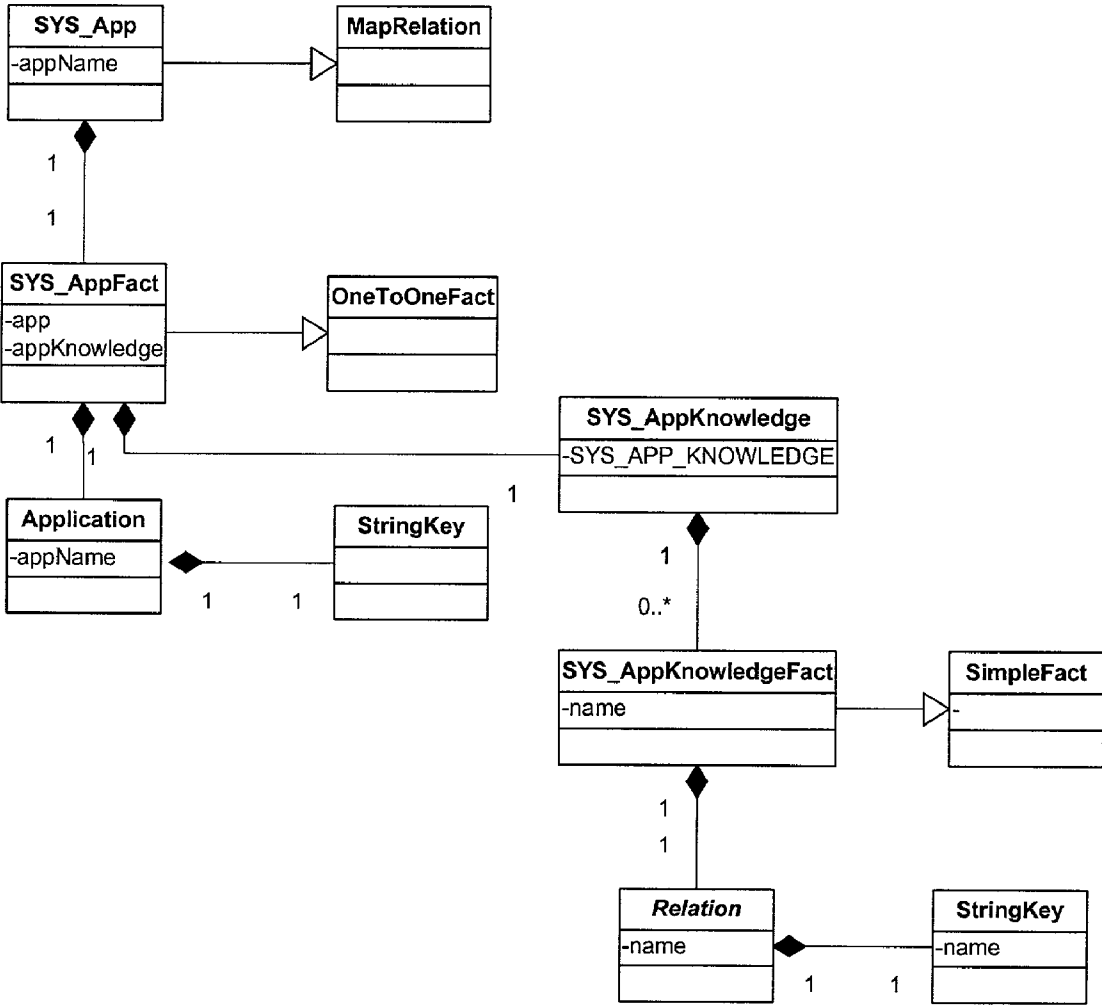 SYS_App
-appName
MapRelation
1
1
SYS_AppFact
-app
-appKnowledge
OneToOneFact
1
1
SYS_AppKnowledge
-SYS_APP_KNOWLEDGE
1
Application
-appName
StringKey
1
1
1
0..*
SYS_AppKnowledgeFact
-name
SimpleFact
-
1
1
Relation
-name
StringKey
-name
1
1